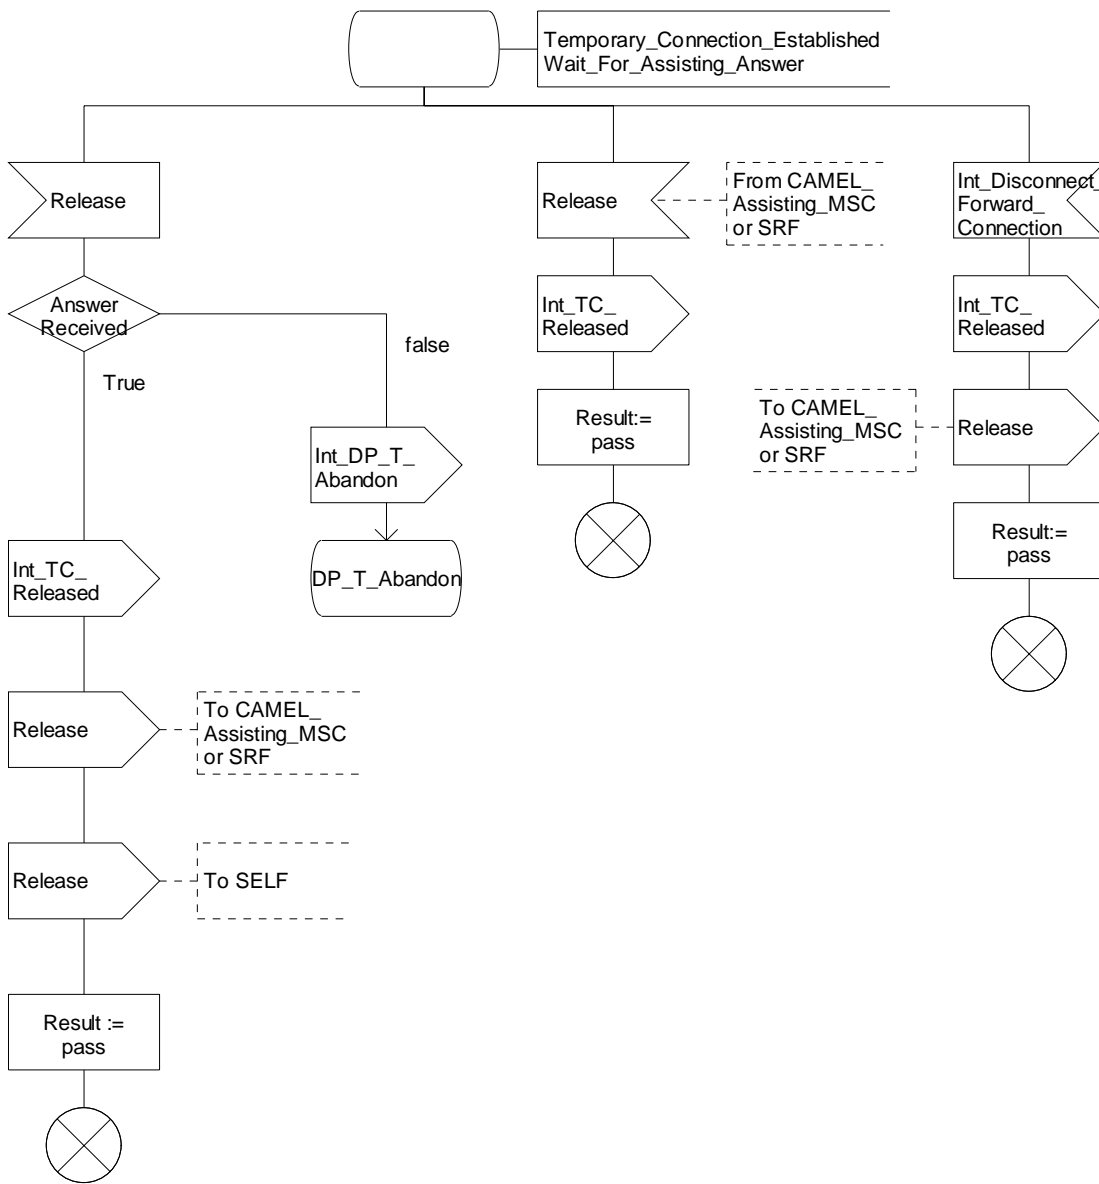 Temporary_Connection_Established
Wait_For_Assisting_Answer
Release
Release
From CAMEL_
Assisting_MSC
or SRF
Int_Disconnect_
Forward_
Connection
Answer
Received
Int_TC_
Released
Int_TC_
Released
false
True
Result:=
pass
To CAMEL_
Assisting_MSC
or SRF
Release
Int_DP_T_
Abandon
Result:=
pass
Int_TC_
Released
DP_T_Abandon
Release
To CAMEL_
Assisting_MSC
or SRF
Release
To SELF
Result :=
pass